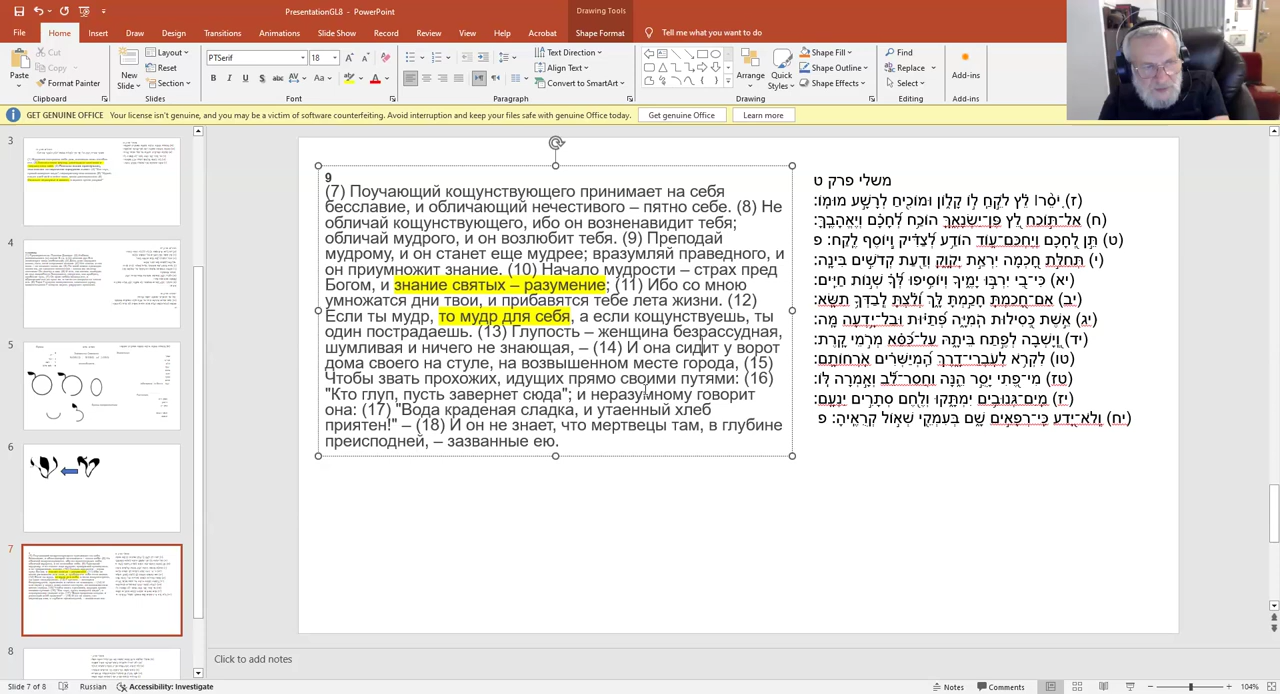 PresentationGL8 - PowerPoint
Drawing Tools
File Home Insert Draw Design Transitions Animations Slide Show Record Review View Help Acrobat Shape Format Tell me what you want to do
Paste Cut Copy Format Painter Clipboard
New Slide Layout Reset Section Slides
PTSerif 18 Font
Text Direction Align Text Convert to SmartArt Paragraph
Arrange Quick Styles Shape Fill Shape Outline Shape Effects Drawing
Find Replace Select Editing
Add-ins Add-ins
GET GENUINE OFFICE Your license isn't genuine, and you may be a victim of software counterfeiting. Avoid interruption and keep your files safe with genuine Office today. Get genuine Office Learn more
3
4
5
6
7
8
9
(7) Поучающий кощунствующего принимает на себя
бесславие, и обличающий нечестивого – пятно себе. (8) Не
обличай кощунствующего, ибо он возненавидит тебя;
обличай мудрого, и он возлюбит тебя. (9) Преподай
мудрому, и он станет еще мудрее; вразумляй праведного, и
он приумножит знание. (10) Начало мудрости – страх пред
Богом, и знание святых – разумение; (11) Ибо со мною
умножатся дни твои, и прибавятся тебе лета жизни. (12)
Если ты мудр, то мудр для себя, а если кощунствуешь, ты
один пострадаешь. (13) Глупость – женщина безрассудная,
шумливая и ничего не знающая, – (14) И она сидит у ворот
дома своего на стуле, на возвышенном месте города, (15)
Чтобы звать прохожих, идущих прямо своими путями: (16)
"Кто глуп, пусть завернет сюда"; и неразумному говорит
она: (17) "Вода краденая сладка, и утаенный хлеб
приятен!" – (18) И он не знает, что мертвецы там, в глубине
преисподней, – зазванные ею.
משלי פרק ט
(ז) יֹסֵ֤ר׀ לֵ֗ץ לֹקֵ֣חַֽ ל֣וֹ קָל֑וֹן וּמוֹכִ֖יחַ לְרָשָׁ֣ע מוּמֽוֹ:
(ח) אַל־תּ֣וֹכַח לֵ֭ץ פֶּן־יִשְׂנָאֶ֑ךָּ הוֹכַ֥ח לְ֝חָכָ֗ם וְיֶאֱהָבֶֽךָּ:
(ט) תֵּ֣ן לְ֭חָכָם וְיֶחְכַּם־ע֑וֹד הוֹדַ֥ע לְ֝צַדִּ֗יק וְי֣וֹסֶף לֶֽקַח: פ
(י) תְּחִלַּ֣ת חָ֭כְמָה יִרְאַ֣ת יְקֹוָ֑ק וְדַ֖עַת קְדֹשִׁ֣ים בִּינָֽה:
(יא) כִּי־בִ֭י יִרְבּ֣וּ יָמֶ֑יךָ וְיוֹסִ֥יפוּ לְּ֝ךָ֗ שְׁנ֣וֹת חַיִּֽים:
(יב) אִם־חָ֭כַמְתָּ חָכַ֣מְתָּ לָּ֑ךְ וְ֝לַ֗צְתָּ לְֽבַדְּךָ֥ תִשָּֽׂא:
(יג) אֵ֣שֶׁת כְּ֭סִילוּת הֹֽמִיָּ֑ה פְּ֝תַיּ֗וּת וּבַל־יָ֥דְעָה מָּֽה:
(יד) וְֽ֭יָשְׁבָה לְפֶ֣תַח בֵּיתָ֑הּ עַל־כִּ֝סֵּ֗א מְרֹ֣מֵי קָֽרֶת:
(טו) לִקְרֹ֥א לְעֹֽבְרֵי־דָ֑רֶךְ הַֽ֝מְיַשְּׁרִ֗ים אֹֽרְחוֹתָֽם:
(טז) מִי־פֶ֭תִי יָסֻ֣ר הֵ֑נָּה וַחֲסַר־לֵ֝֗ב וְאָ֣מְרָה לּֽוֹ:
(יז) מַֽיִם־גְּנוּבִ֥ים יִמְתָּ֑קוּ וְלֶ֖חֶם סְתָרִ֣ים יִנְעָֽם:
(יח) וְֽלֹא־יָ֭דַע כִּֽי־רְפָאִ֣ים שָׁ֑ם בְּעִמְקֵ֖י שְׁא֣וֹל קְרֻאֶֽיהָ: פ
Click to add notes
Slide 7 of 8 Russian Accessibility: Investigate Notes Comments 104%